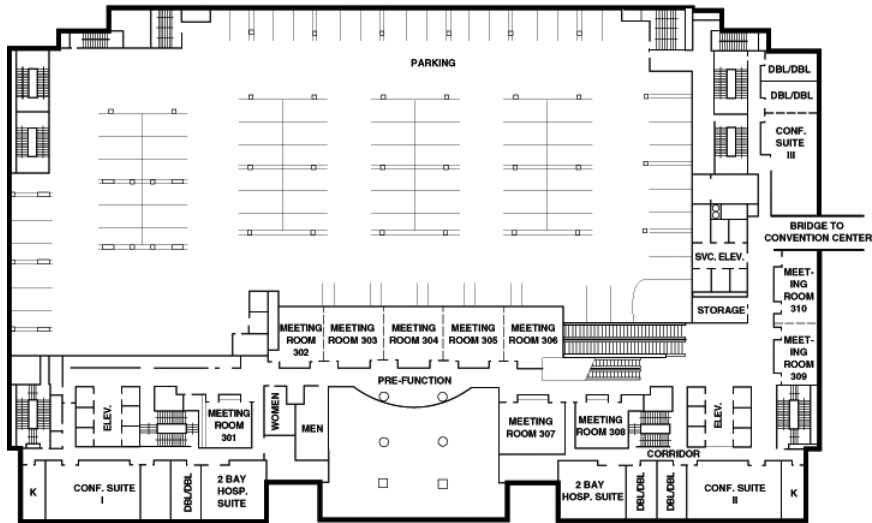 PARKING
DBL/DBL
DBL/DBL
CONF.
SUITE
III
BRIDGE TO
CONVENTION CENTER
SVC. ELEV.
MEET-
ING
ROOM
310
STORAGE
MEETING
ROOM
302
MEETING
ROOM 303
MEETING
ROOM 304
MEETING
ROOM 305
MEETING
ROOM 306
MEET-
ING
ROOM
309
PRE-FUNCTION
ELEV.
MEETING
ROOM
301
WOMEN
MEN
MEETING
ROOM 307
MEETING
ROOM 308
ELEV.
CORRIDOR
K
CONF. SUITE
I
DBL/DBL
2 BAY
HOSP.
SUITE
2 BAY
HOSP. SUITE
DBL/DBL
DBL/DBL
CONF. SUITE
II
K